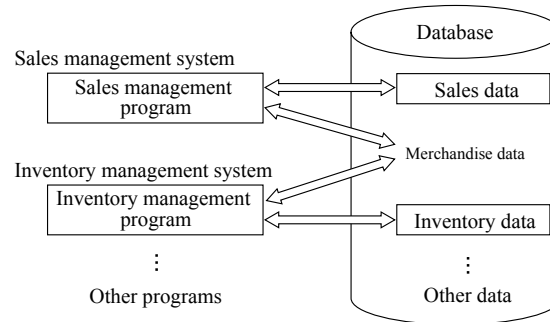 Database
Sales management system
Sales management
program
Sales data
Merchandise data
Inventory management system
Inventory management
program
Inventory data
Other programs
Other data